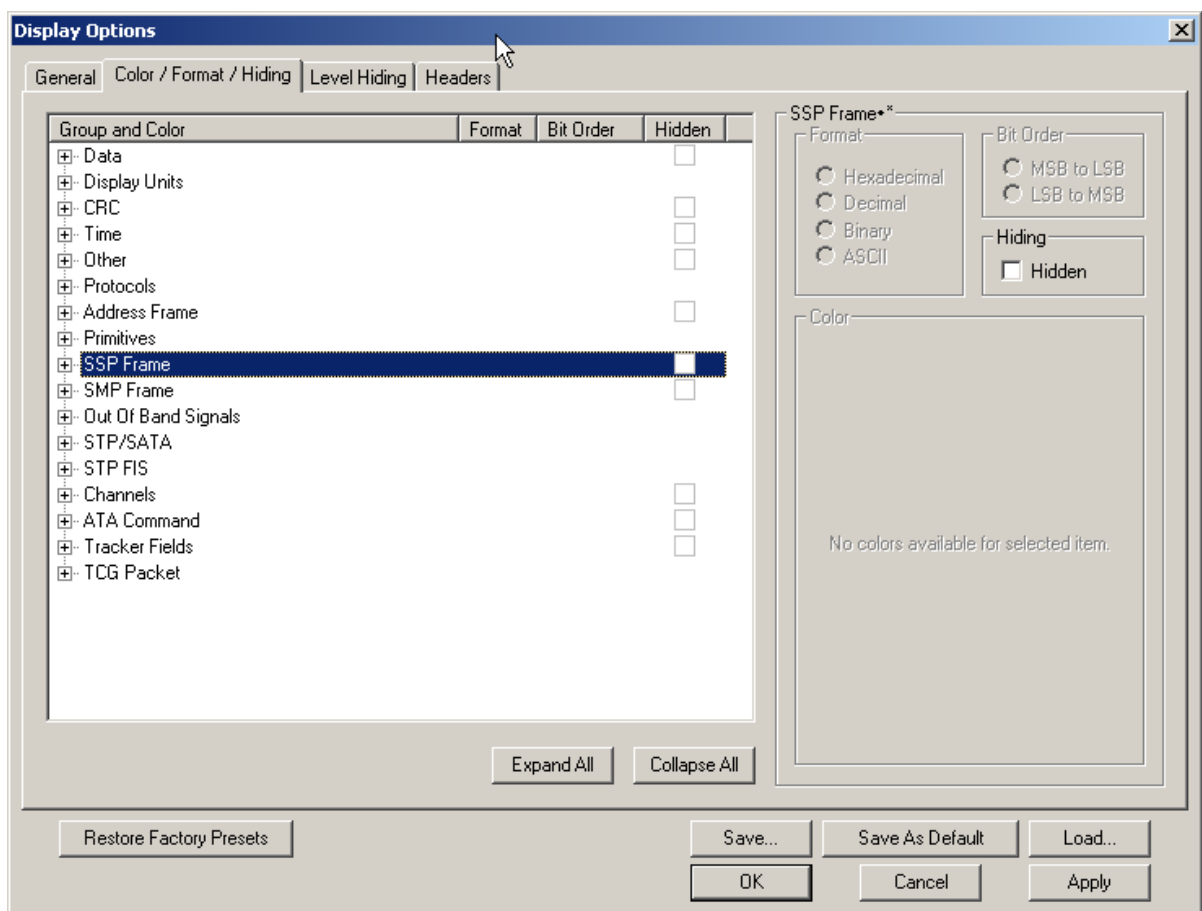 Display Options
General Color / Format / Hiding Level Hiding Headers
Group and Color Format Bit Order Hidden
Data
Display Units
CRC
Time
Other
Protocols
Address Frame
Primitives
SSP Frame
SMP Frame
Out Of Band Signals
STP/SATA
STP FIS
Channels
ATA Command
Tracker Fields
TCG Packet
Expand All Collapse All
SSP Frame•"
Format
Hexadecimal
Decimal
Binary
ASCII
Bit Order
MSB to LSB
LSB to MSB
Hiding
Hidden
Color
No colors available for selected item.
Restore Factory Presets Save... Save As Default Load...
OK Cancel Apply